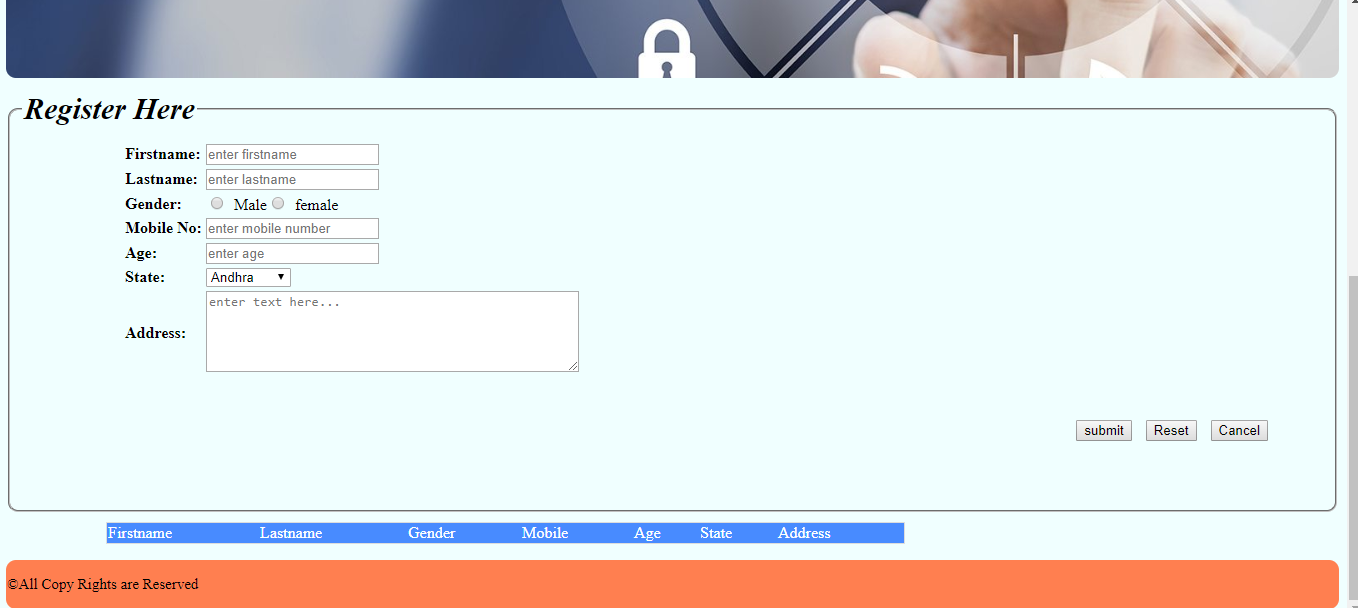 Register Here
Firstname: enter firstname
Lastname: enter lastname
Gender: Male female
Mobile No: enter mobile number
Age: enter age
State: Andhra
Address: enter text here...
submit Reset Cancel
Firstname Lastname Gender Mobile Age State Address
©All Copy Rights are Reserved